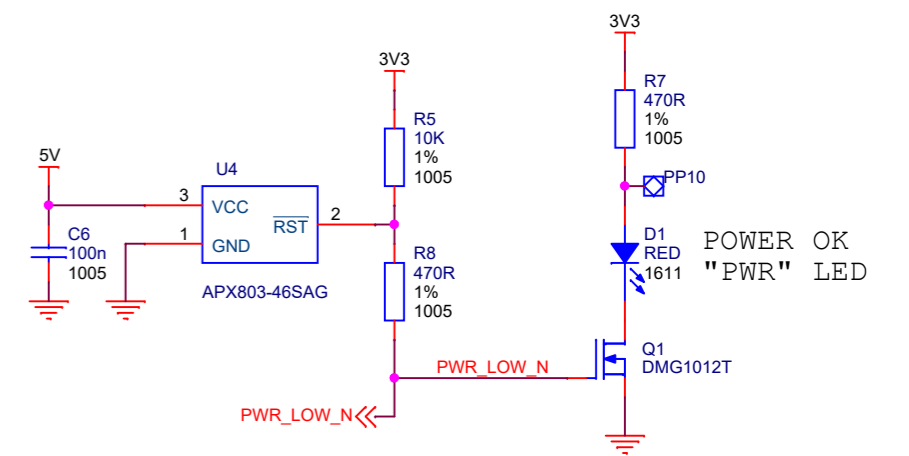 3V3
R7
470R
1%
1005
3V3
R5
10K
1%
1005
5V
U4
3
VCC
2
RST
1
GND
C6
100n
1005
APX803-46SAG
R8
470R
1%
1005
PP10
D1
RED
1611
POWER OK
"PWR" LED
Q1
DMG1012T
PWR_LOW_N
PWR_LOW_N